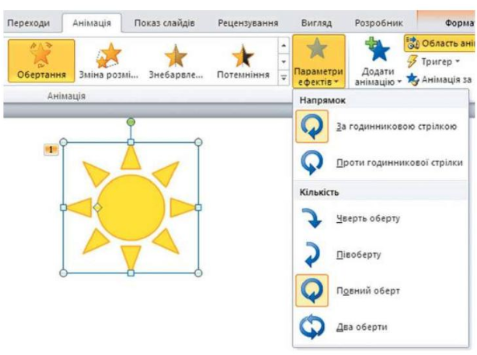 Переходи Анімація Показ слайдів Рецензування Вигляд Розробник Форма
Обертання Зміна розмі... Знебарвле... Потемніння
Параметри ефектів
Додати анімацію
Область ані
Тригер
Анімація за
Анімація
1
Напрямок
За годинниковою стрілкою
Проти годинникової стрілки
Кількість
Чверть оберту
Півоберту
Повний оберт
Два оберти